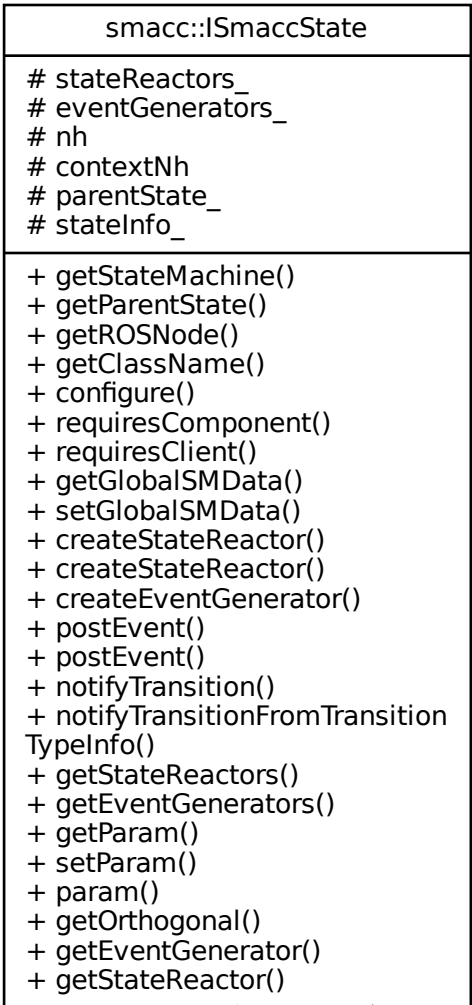 smacc::ISmaccState
# stateReactors_
# eventGenerators_
# nh
# contextNh
# parentState_
# stateInfo_
+ getStateMachine()
+ getParentState()
+ getROSNode()
+ getClassName()
+ configure()
+ requiresComponent()
+ requiresClient()
+ getGlobalSMData()
+ setGlobalSMData()
+ createStateReactor()
+ createStateReactor()
+ createEventGenerator()
+ postEvent()
+ postEvent()
+ notifyTransition()
+ notifyTransitionFromTransition
TypeInfo()
+ getStateReactors()
+ getEventGenerators()
+ getParam()
+ setParam()
+ param()
+ getOrthogonal()
+ getEventGenerator()
+ getStateReactor()